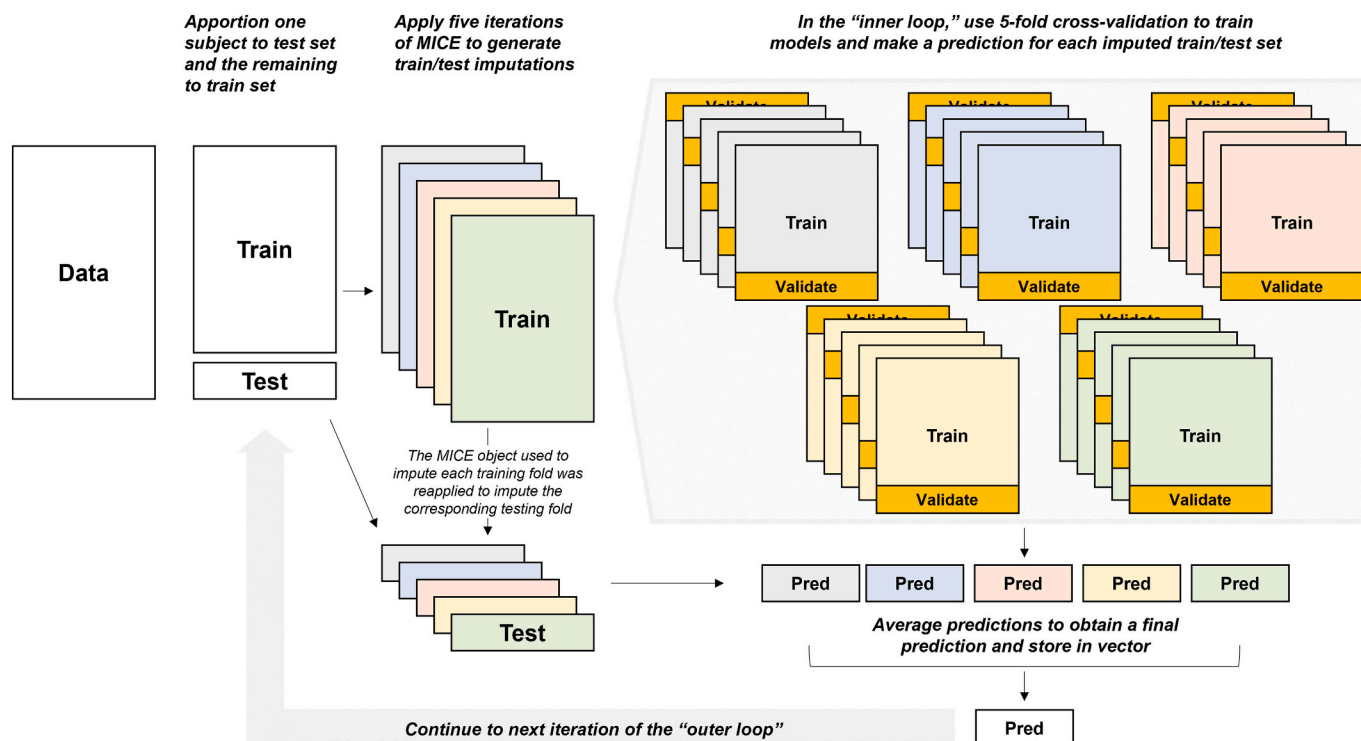 Apportion one
subject to test set
and the remaining
to train set
Apply five iterations
of MICE to generate
train/test imputations
In the “inner loop,” use 5-fold cross-validation to train
models and make a prediction for each imputed train/test set
Data
Train
Test
Train
The MICE object used to
impute each training fold was
reapplied to impute the
corresponding testing fold
Test
Validate
Train
Validate
Validate
Train
Validate
Validate
Train
Validate
Validate
Train
Validate
Validate
Train
Validate
Pred
Pred
Pred
Pred
Pred
Average predictions to obtain a final
prediction and store in vector
Pred
Continue to next iteration of the “outer loop”